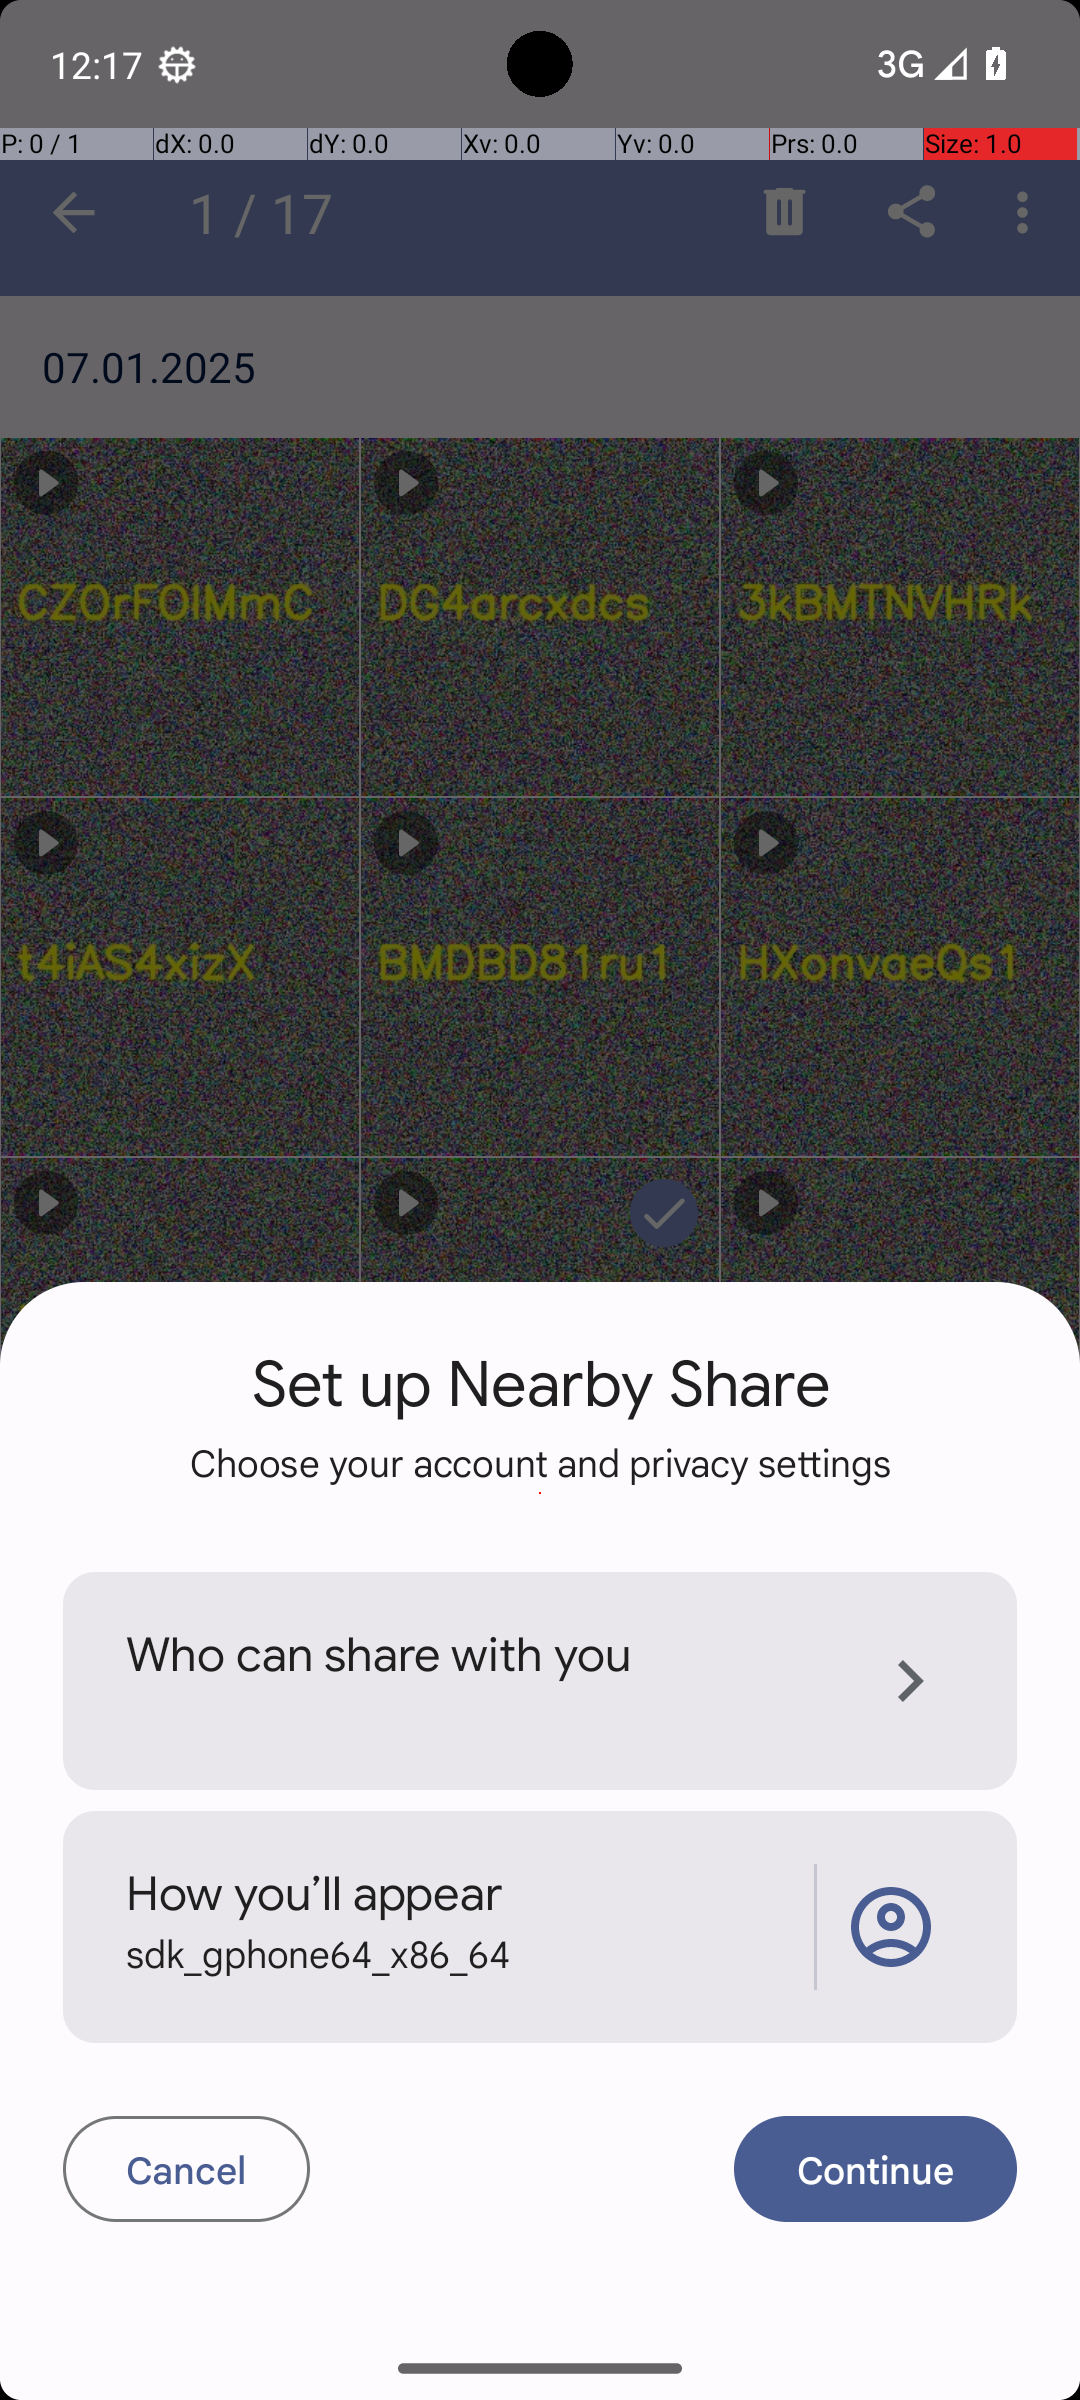 12:17
3G
P: 0 / 1
dX: 0.0
dY: 0.0
Xv: 0.0
Yv: 0.0
Prs: 0.0
Size: 1.0
1 / 17
07.01.2025
CZ0rF0IMmC
DG4arcxdcs
3kBMTNVHRk
t4iAS4xizX
BMDBD81ru1
HXonvaeQs1
Set up Nearby Share
Choose your account and privacy settings
Who can share with you
How you’ll appear
sdk_gphone64_x86_64
Cancel
Continue